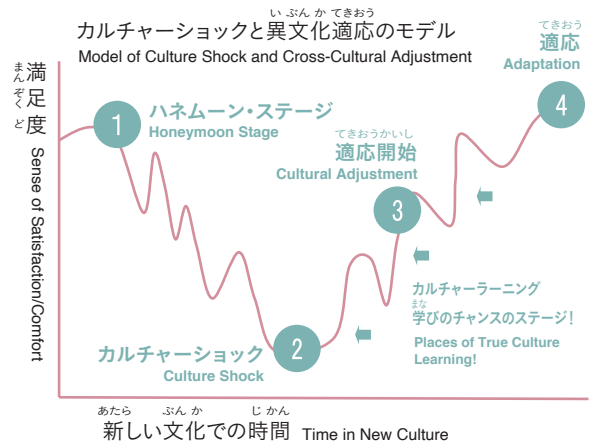 い ぶん か てきおう
カルチャーショックと異文化適応のモデル
Model of Culture Shock and Cross-Cultural Adjustment
てきおう
適応
Adaptation
4
まんぞくど
満足度
Sense of Satisfaction/Comfort
1
ハネムーン・ステージ
Honeymoon Stage
てきおうかいし
適応開始
Cultural Adjustment
3
カルチャーラーニング
まな
学びのチャンスのステージ!
Places of True Culture
Learning!
カルチャーショック
Culture Shock
2
あたら ぶん か じ かん
新しい文化での時間 Time in New Culture